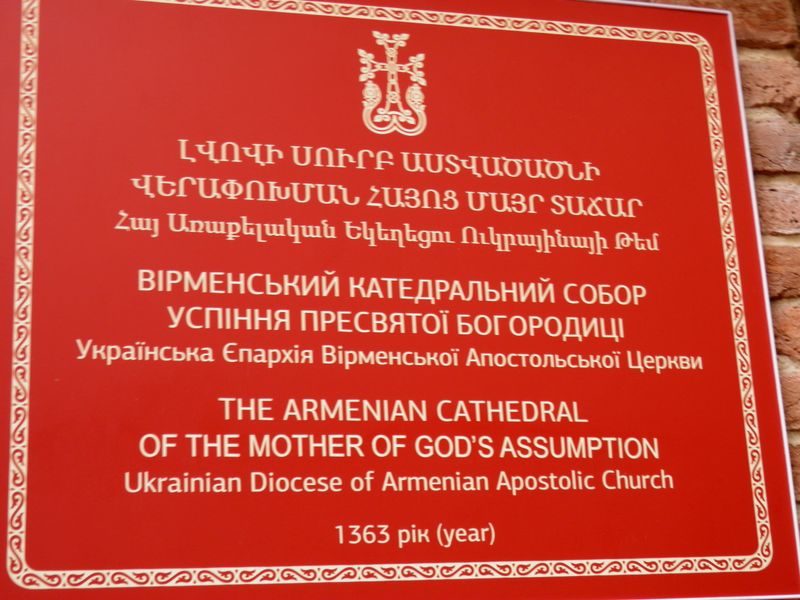 ԼՎՈՎԻ ՍՈՒՐԲ ԱՍՏՎԱԾԱԾՆԻ
ՎԵՐԱՓՈԽՄԱՆ ՀԱՅՈՑ ՄԱՅՐ ՏԱՃԱՐ
Հայ Առաքելական Եկեղեցու Ուկրաինայի Թեմ
ВІРМЕНСЬКИЙ КАТЕДРАЛЬНИЙ СОБОР
УСПІННЯ ПРЕСВЯТОЇ БОГОРОДИЦІ
Українська Єпархія Вірменської Апостольської Церкви
THE ARMENIAN CATHEDRAL
OF THE MOTHER OF GOD'S ASSUMPTION
Ukrainian Diocese of Armenian Apostolic Church
1363 рік (year)